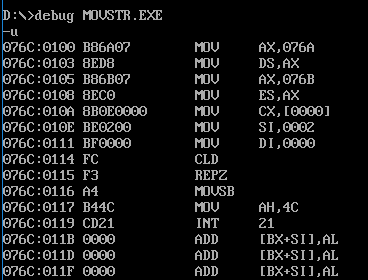 D:\>debug MOVSTR.EXE
-u
076C:0100 B86A07 MOV AX,076A
076C:0103 8ED8 MOV DS,AX
076C:0105 B86B07 MOV AX,076B
076C:0108 8EC0 MOV ES,AX
076C:010A 8B0E0000 MOV CX,[0000]
076C:010E BE0200 MOV SI,0002
076C:0111 BF0000 MOV DI,0000
076C:0114 FC CLD
076C:0115 F3 REPZ
076C:0116 A4 MOVSB
076C:0117 B44C MOV AH,4C
076C:0119 CD21 INT 21
076C:011B 0000 ADD [BX+SI],AL
076C:011D 0000 ADD [BX+SI],AL
076C:011F 0000 ADD [BX+SI],AL